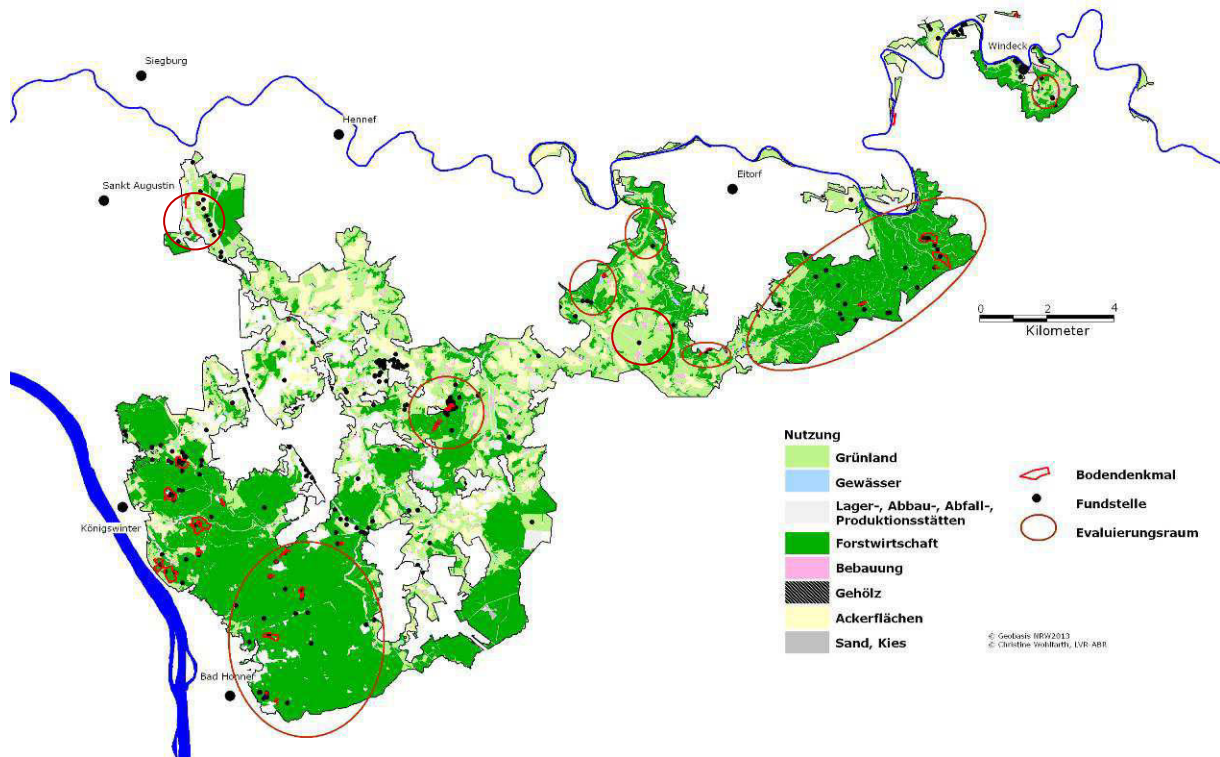 Siegburg
Windeck
Hennef
Sankt Augustin
Eitorf
0 2 4
Kilometer
Königswinter
Bad Honnef
Nutzung
Grünland
Gewässer
Lager-, Abbau-, Abfall-,
Produktionsstätten
Forstwirtschaft
Bebauung
Gehölz
Ackerflächen
Sand, Kies
Bodendenkmal
Fundstelle
Evaluierungsraum
© Geobasis NRW2013
© Christine Wohlfarth, LVR-ABR